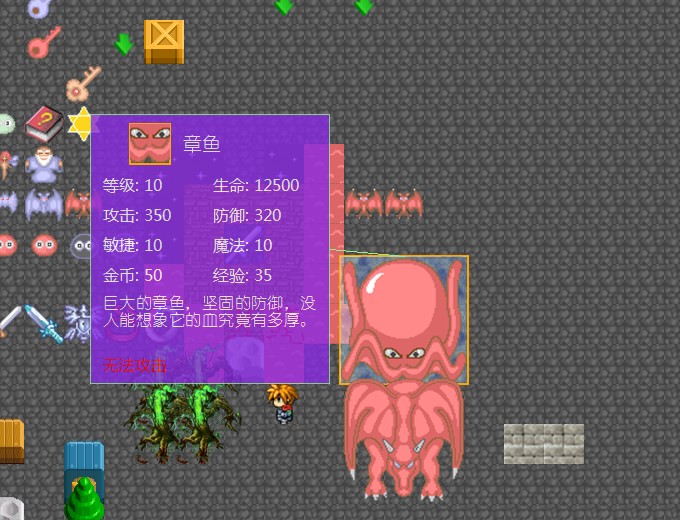 章鱼
等级: 10 生命: 12500
攻击: 350 防御: 320
敏捷: 10 魔法: 10
金币: 50 经验: 35
巨大的章鱼，坚固的防御，没
人能想象它的血究竟有多厚。
无法攻击
?